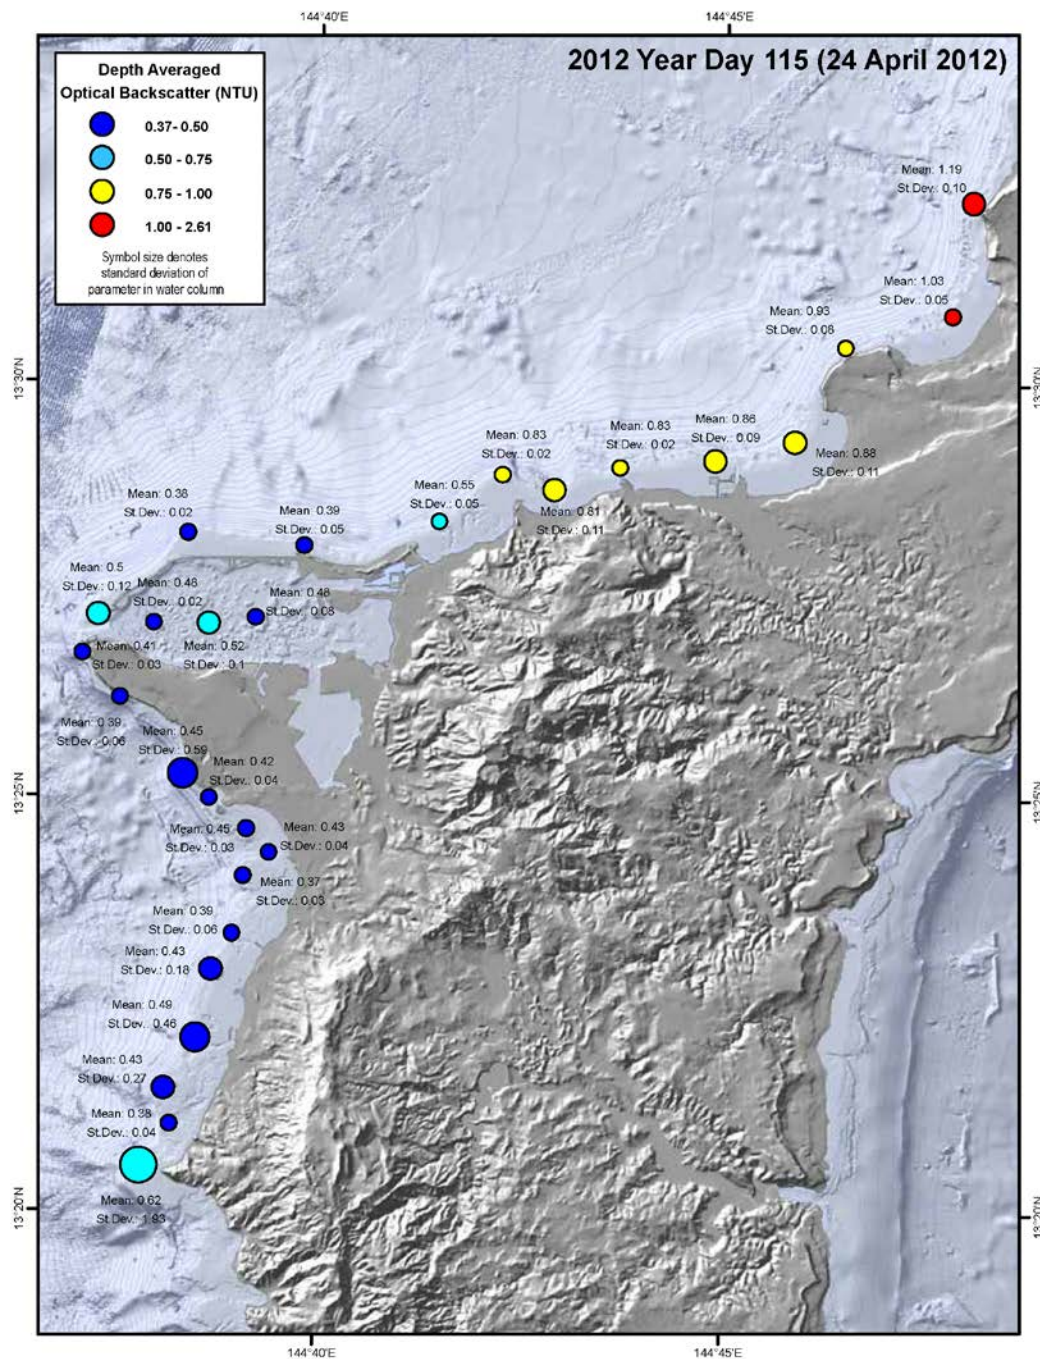 144°40'E
144°45'E
2012 Year Day 115 (24 April 2012)
Depth Averaged
Optical Backscatter (NTU)
0.37- 0.50
0.50 - 0.75
0.75 - 1.00
1.00 - 2.61
Symbol size denotes
standard deviation of
parameter in water column
Mean: 1.19
St.Dev.: 0.10
Mean: 1.03
St.Dev.: 0.05
Mean: 0.93
St.Dev.: 0.08
13°30'N
13°30'N
Mean: 0.86
St.Dev.: 0.09
Mean: 0.83
St.Dev.: 0.02
Mean: 0.83
St.Dev.: 0.02
Mean: 0.88
St.Dev.: 0.11
Mean: 0.55
St.Dev.: 0.05
Mean: 0.81
St.Dev.: 0.11
Mean: 0.38
St.Dev.: 0.02
Mean: 0.39
St.Dev.: 0.05
Mean: 0.5
St.Dev.: 0.12
Mean: 0.48
St.Dev.: 0.02
Mean: 0.48
St.Dev.: 0.08
Mean: 0.41
St.Dev.: 0.03
Mean: 0.52
St.Dev.: 0.1
Mean: 0.39
St.Dev.: 0.06
Mean: 0.45
St.Dev.: 0.59
Mean: 0.42
St.Dev.: 0.04
13°25'N
13°25'N
Mean: 0.45
St.Dev.: 0.03
Mean: 0.43
St.Dev.: 0.04
Mean: 0.37
St.Dev.: 0.03
Mean: 0.39
St.Dev.: 0.06
Mean: 0.43
St.Dev.: 0.18
Mean: 0.49
St.Dev.: 0.46
Mean: 0.43
St.Dev.: 0.27
Mean: 0.38
St.Dev.: 0.04
Mean: 0.62
St.Dev.: 1.93
13°20'N
13°20'N
144°40'E
144°45'E